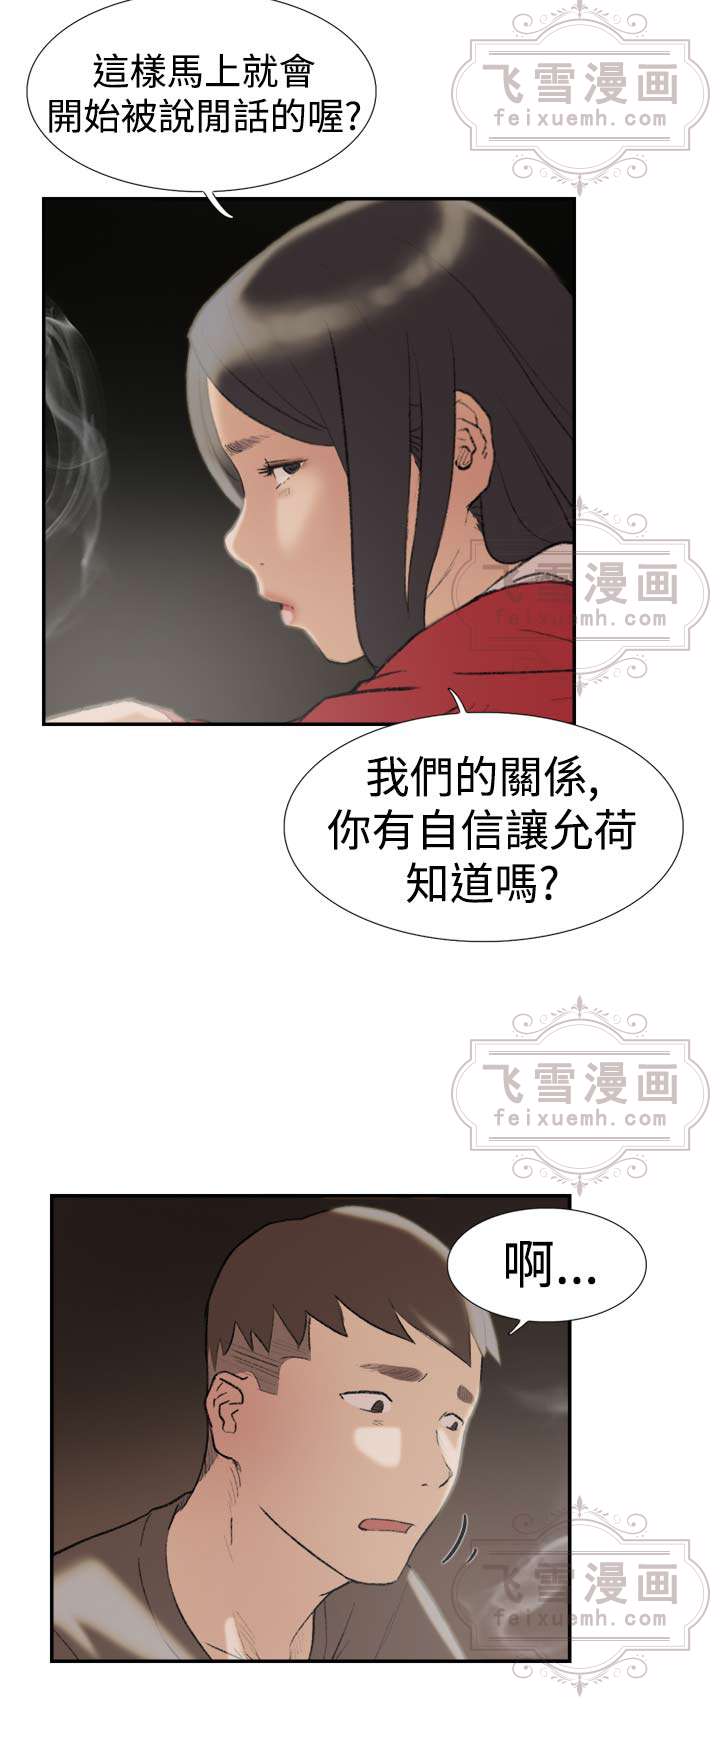 這樣馬上就會
開始被說閒話的喔?
飞雪漫画
feixuemh.com
飞雪漫画
feixuemh.com
我們的關係,
你有自信讓允荷
知道嗎?
飞雪漫画
feixuemh.com
啊...
飞雪漫画
feixuemh.com